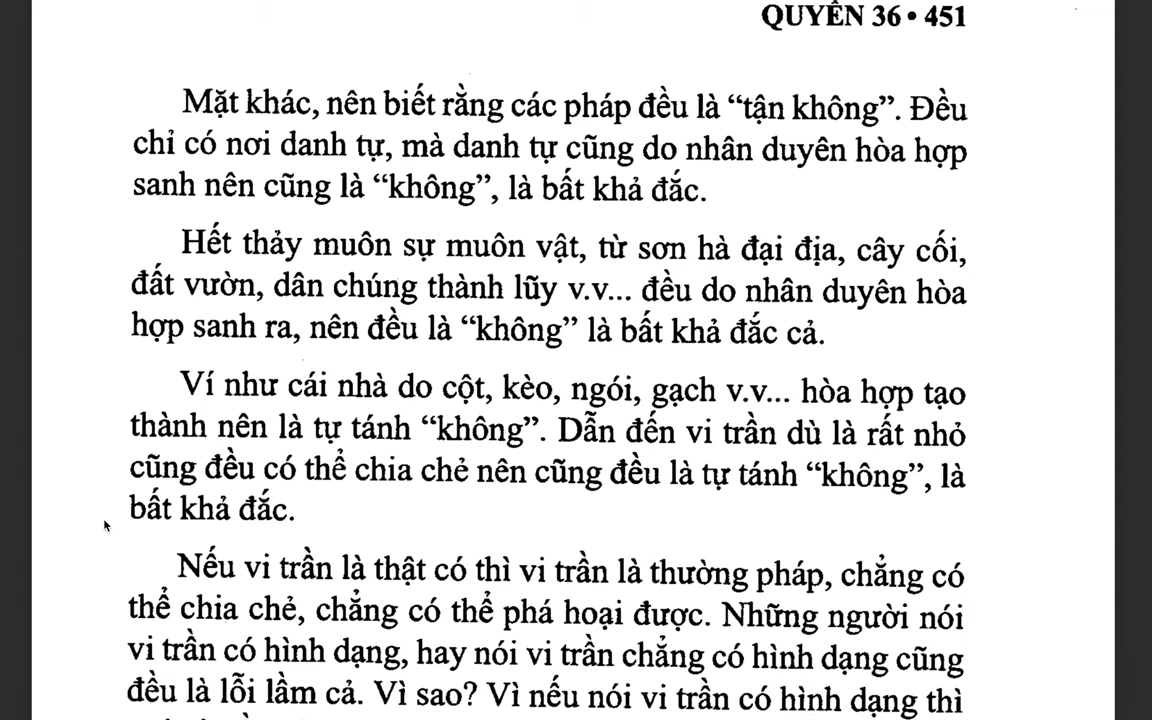 QUYỂN 36 • 451
Mặt khác, nên biết rằng các pháp đều là “tận không”. Đều
chỉ có nơi danh tự, mà danh tự cũng do nhân duyên hòa hợp
sanh nên cũng là “không”, là bất khả đắc.
Hết thảy muôn sự muôn vật, từ sơn hà đại địa, cây cối,
đất vườn, dân chúng thành lũy v.v... đều do nhân duyên hòa
hợp sanh ra, nên đều là “không” là bất khả đắc cả.
Ví như cái nhà do cột, kèo, ngói, gạch v.v... hòa hợp tạo
thành nên là tự tánh “không”. Dẫn đến vi trần dù là rất nhỏ
cũng đều có thể chia chẻ nên cũng đều là tự tánh “không”, là
bất khả đắc.
Nếu vi trần là thật có thì vi trần là thường pháp, chẳng có
thể chia chẻ, chẳng có thể phá hoại được. Những người nói
vi trần có hình dạng, hay nói vi trần chẳng có hình dạng cũng
đều là lỗi lầm cả. Vì sao? Vì nếu nói vi trần có hình dạng thì